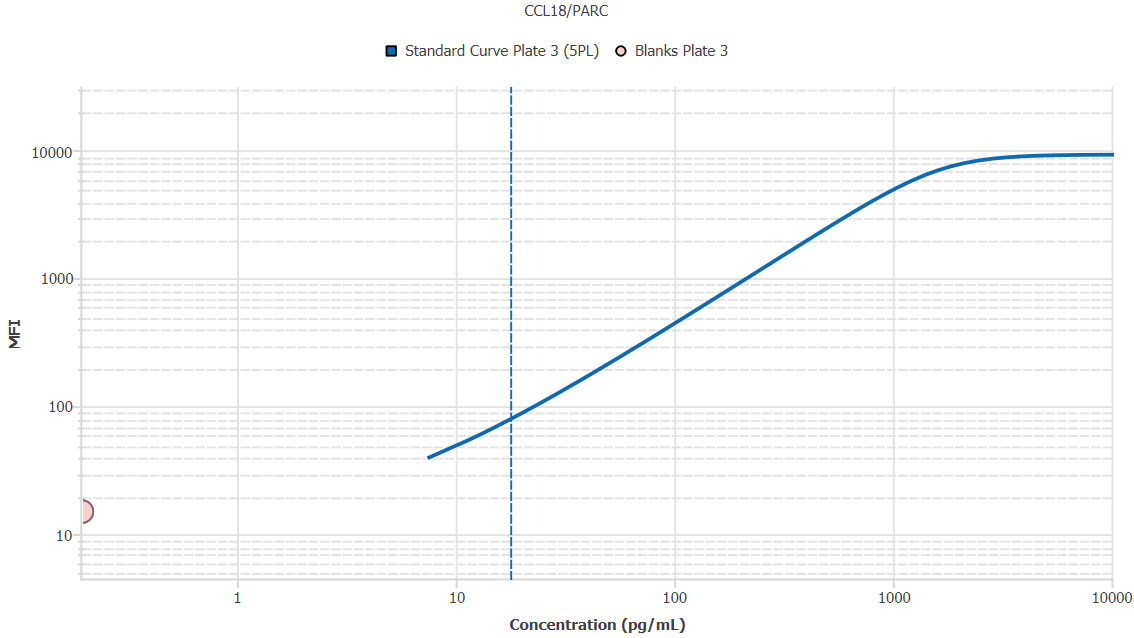 CCL18/PARC
Standard Curve Plate 3 (5PL) Blanks Plate 3
10000
1000
100
10
MFI
1 10 100 1000 10000
Concentration (pg/mL)